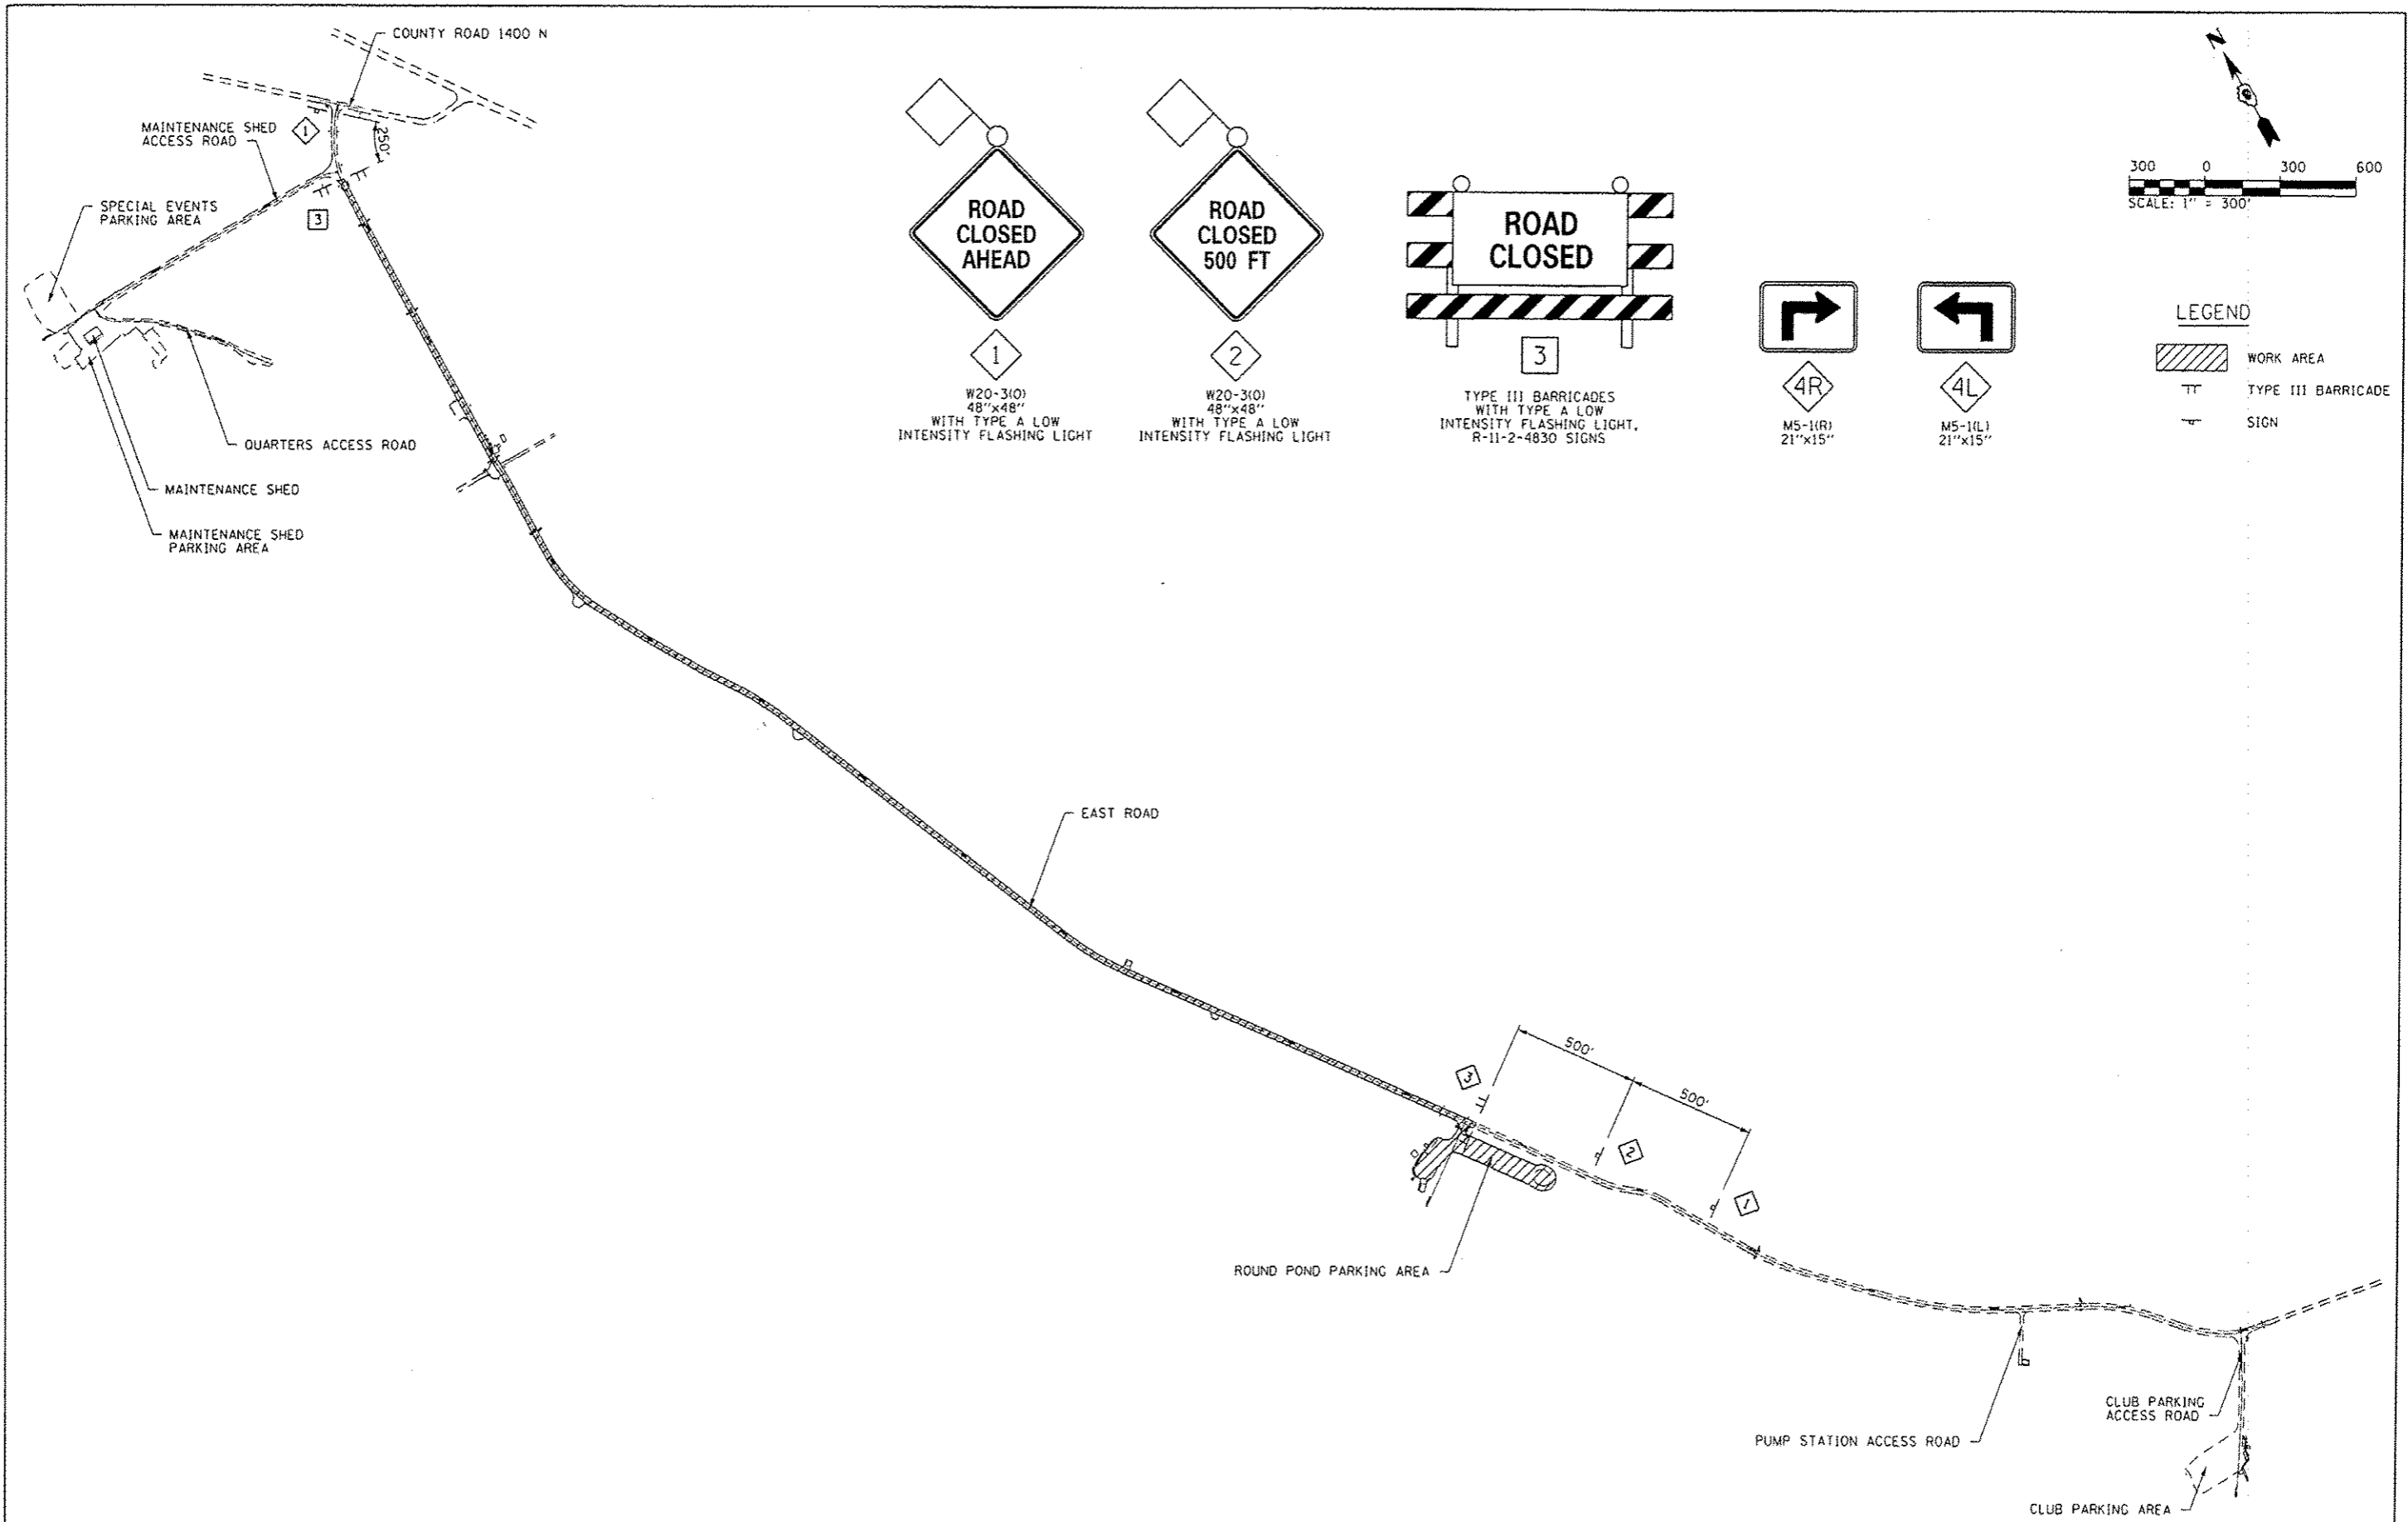 COUNTY ROAD 1400 N
MAINTENANCE SHED
ACCESS ROAD
1
250'
3
SPECIAL EVENTS
PARKING AREA
QUARTERS ACCESS ROAD
MAINTENANCE SHED
MAINTENANCE SHED
PARKING AREA
ROAD
CLOSED
AHEAD
1
W20-3(O)
48"x48"
WITH TYPE A LOW
INTENSITY FLASHING LIGHT
ROAD
CLOSED
500 FT
2
W20-3(O)
48"x48"
WITH TYPE A LOW
INTENSITY FLASHING LIGHT
ROAD
CLOSED
3
TYPE III BARRICADES
WITH TYPE A LOW
INTENSITY FLASHING LIGHT,
R-11-2-4830 SIGNS
4R
M5-1(R)
21"x15"
4L
M5-1(L)
21"x15"
N
300 0 300 600
SCALE: 1" = 300'
LEGEND
WORK AREA
TYPE III BARRICADE
SIGN
EAST ROAD
500'
500'
3
2
1
ROUND POND PARKING AREA
PUMP STATION ACCESS ROAD
CLUB PARKING
ACCESS ROAD
CLUB PARKING AREA